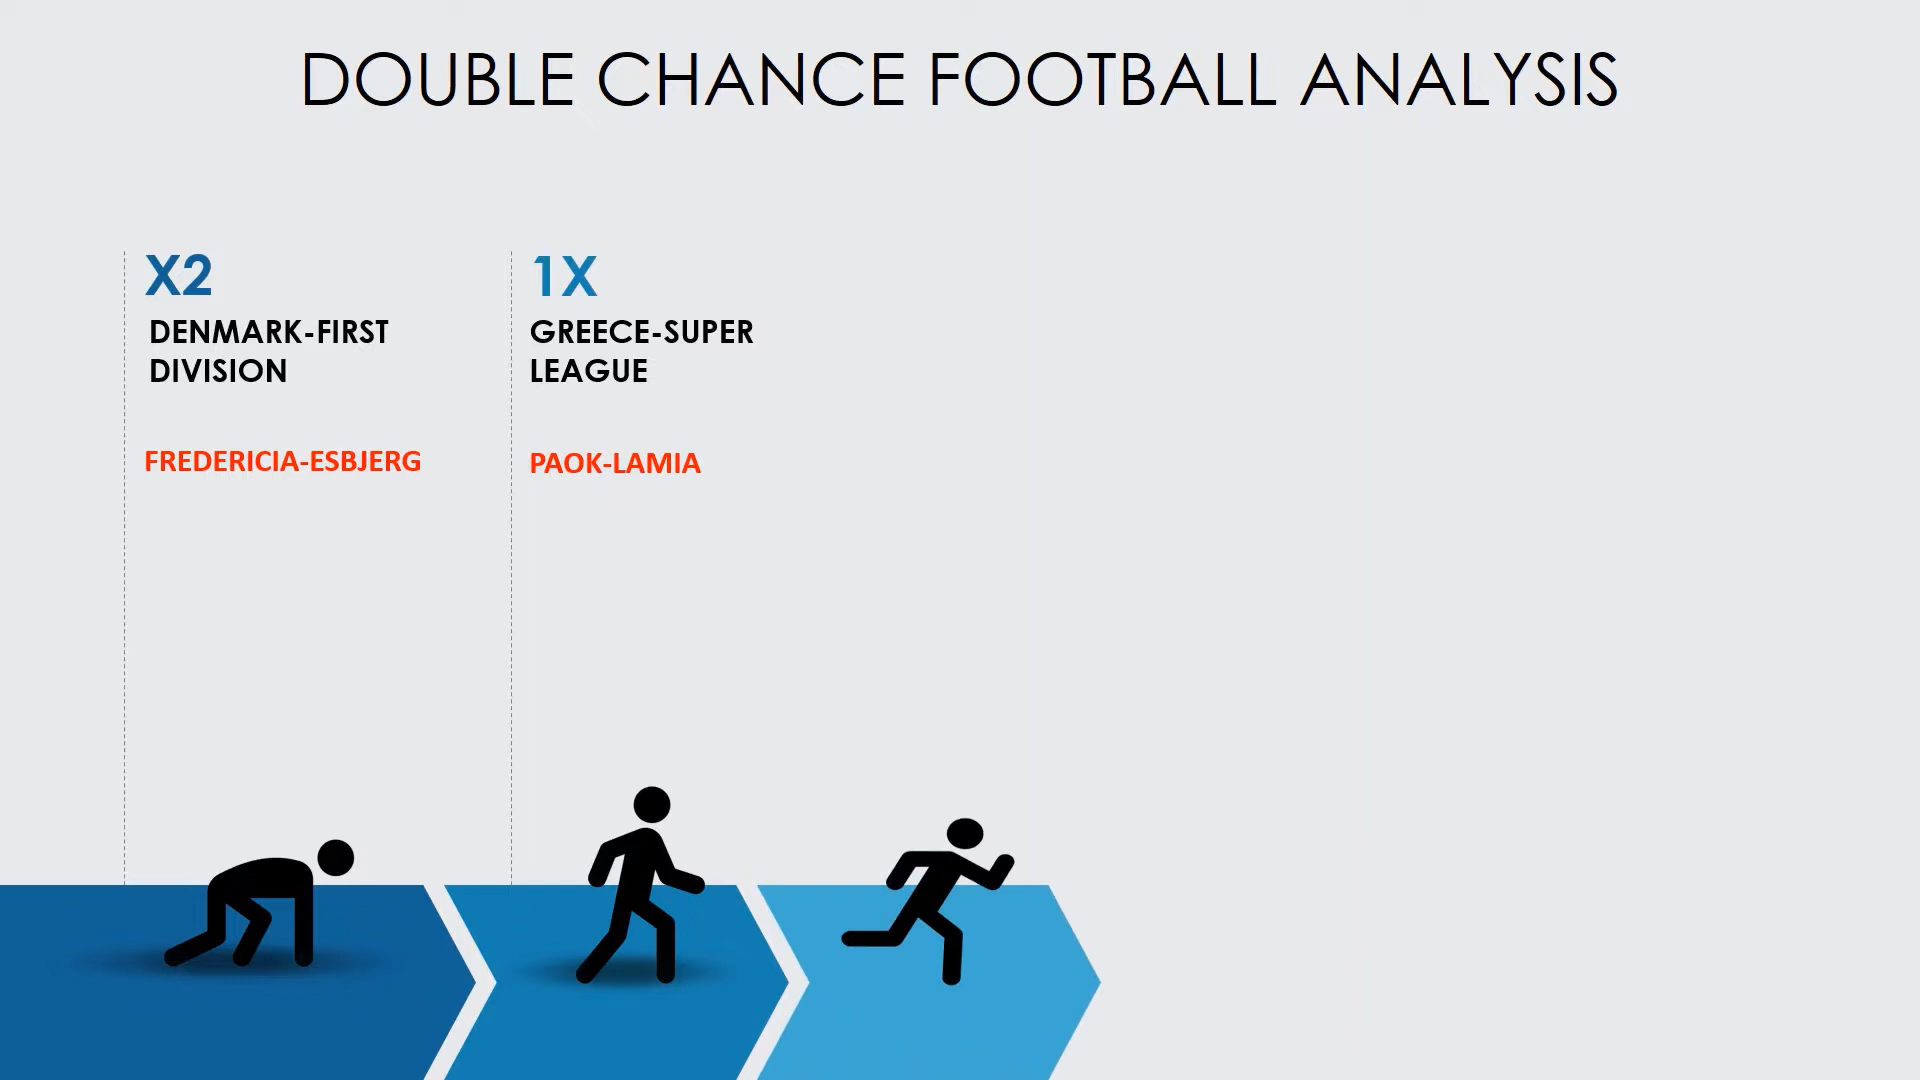 DOUBLE CHANCE FOOTBALL ANALYSIS
X2
DENMARK-FIRST
DIVISION
FREDERICIA-ESBJERG
1X
GREECE-SUPER
LEAGUE
PAOK-LAMIA